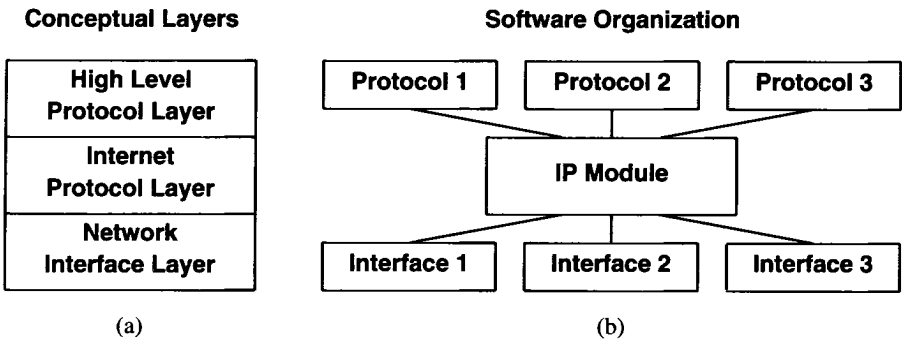 Conceptual Layers
High Level
Protocol Layer
Internet
Protocol Layer
Network
Interface Layer
(a)
Software Organization
Protocol 1
Protocol 2
Protocol 3
IP Module
Interface 1
Interface 2
Interface 3
(b)